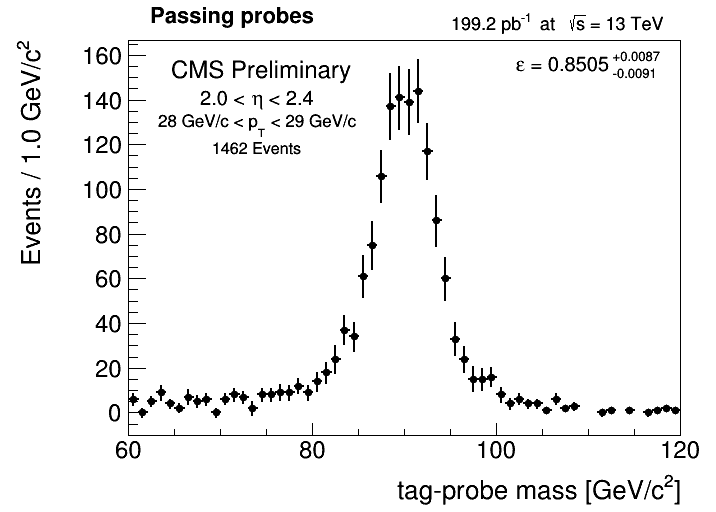 Passing probes
199.2 pb⁻¹ at √s = 13 TeV
CMS Preliminary
2.0 < η < 2.4
28 GeV/c < p_T < 29 GeV/c
1462 Events
ε = 0.8505 +0.0087 -0.0091
Events / 1.0 GeV/c²
160
140
120
100
80
60
40
20
0
60 80 100 120
tag-probe mass [GeV/c²]